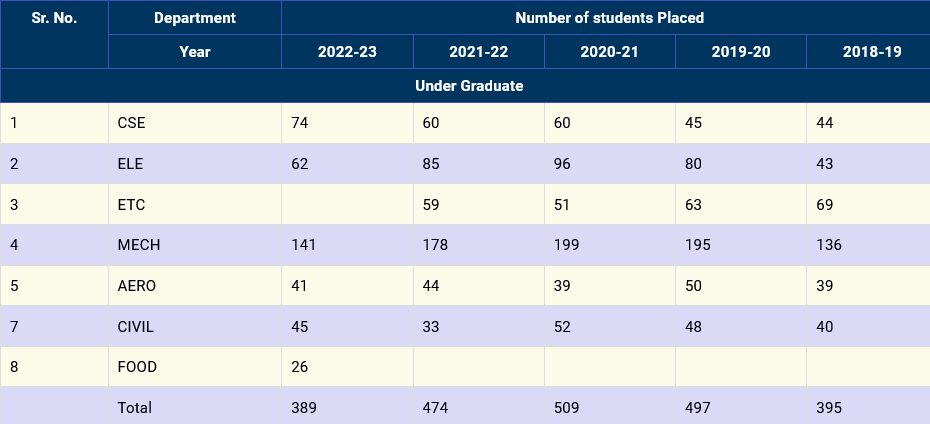 Sr. No. Department Number of students Placed
Year 2022-23 2021-22 2020-21 2019-20 2018-19
Under Graduate
1 CSE 74 60 60 45 44
2 ELE 62 85 96 80 43
3 ETC 59 51 63 69
4 MECH 141 178 199 195 136
5 AERO 41 44 39 50 39
7 CIVIL 45 33 52 48 40
8 FOOD 26
Total 389 474 509 497 395